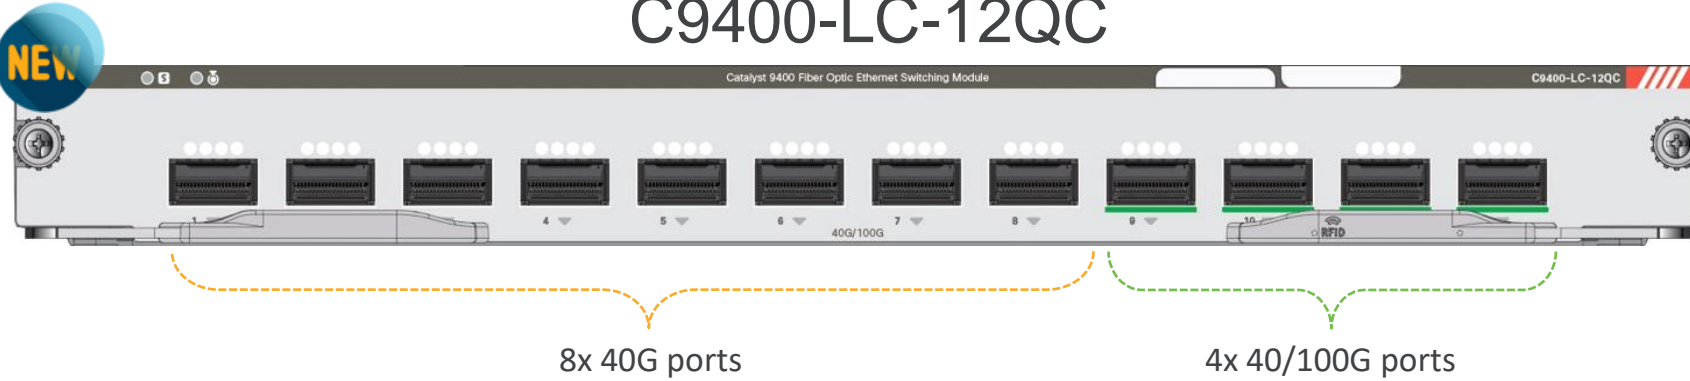 C9400-LC-12QC
NEW
S
Catalyst 9400 Fiber Optic Ethernet Switching Module
C9400-LC-12QC
4 5 6 7 8 9 10
40G/100G
RFID
8x 40G ports
4x 40/100G ports